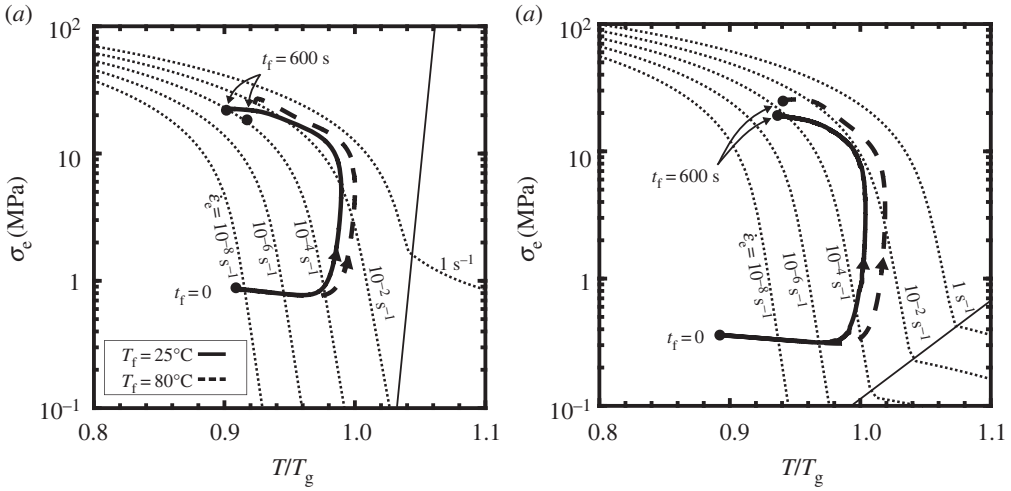 (a)
10²
10
1
10⁻¹
σₑ (MPa)
t_f = 600 s
ε̇ₑ = 10⁻⁸ s⁻¹
10⁻⁶ s⁻¹
10⁻⁴ s⁻¹
10⁻² s⁻¹
1 s⁻¹
t_f = 0
T_f = 25°C
T_f = 80°C
0.8 0.9 1.0 1.1
T/T_g
(a)
10²
10
1
10⁻¹
σₑ (MPa)
t_f = 600 s
ε̇ₑ = 10⁻⁸ s⁻¹
10⁻⁶ s⁻¹
10⁻⁴ s⁻¹
10⁻² s⁻¹
1 s⁻¹
t_f = 0
0.8 0.9 1.0 1.1
T/T_g